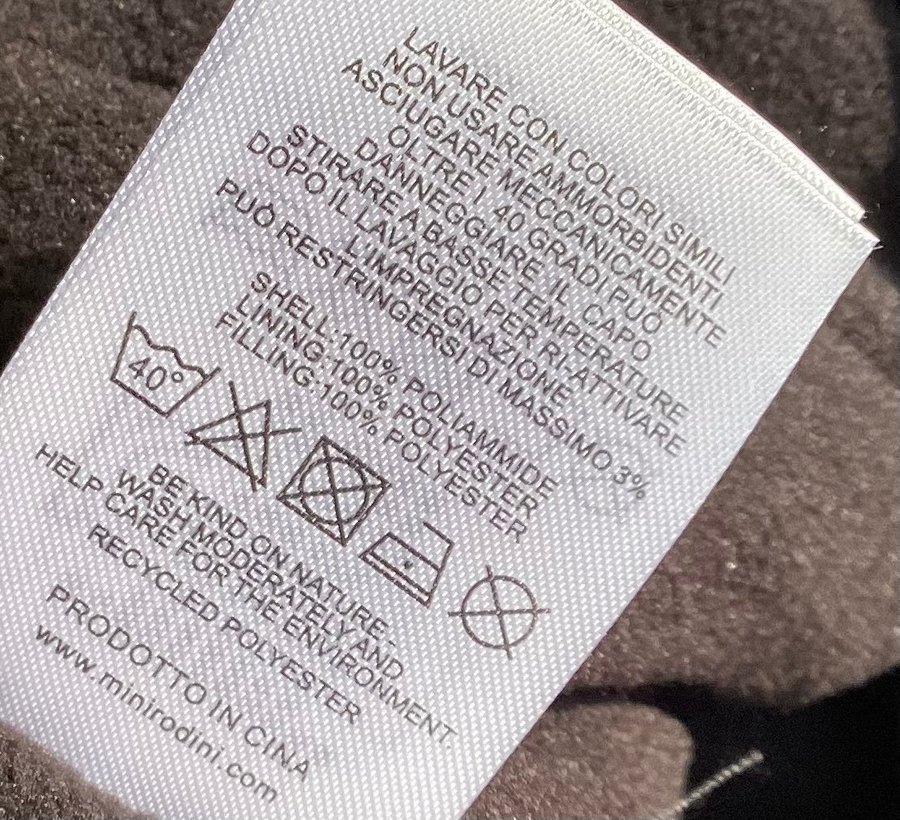 LAVARE CON COLORI SIMILI
NON USARE AMMORBIDENTI
ASCIUGARE MECCANICAMENTE
OLTRE I 40 GRADI PUÒ
DANNEGGIARE IL CAPO
STIRARE A BASSE TEMPERATURE
DOPO IL LAVAGGIO PER RI-ATTIVARE
L'IMPREGNAZIONE
PUÒ RESTRINGERSI DI MASSIMO 3%
SHELL:100% POLIAMMIDE
LINING:100% POLYESTER
FILLING:100% POLYESTER
40°
BE KIND ON NATURE,
WASH MODERATELY AND
HELP CARE FOR THE ENVIRONMENT.
RECYCLED POLYESTER
PRODOTTO IN CINA
www.minirodini.com